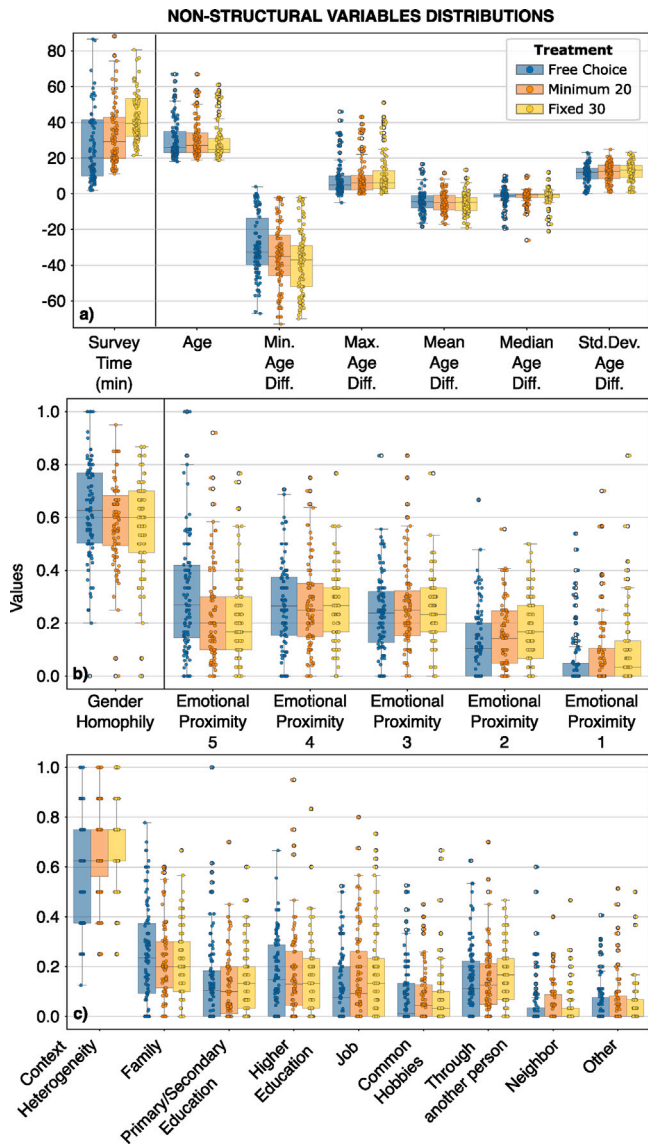 NON-STRUCTURAL VARIABLES DISTRIBUTIONS
80
60
40
20
0
-20
-40
-60
a)
Treatment
Free Choice
Minimum 20
Fixed 30
Survey
Time
(min)
Age
Min.
Age
Diff.
Max.
Age
Diff.
Mean
Age
Diff.
Median
Age
Diff.
Std.Dev.
Age
Diff.
Values
1.0
0.8
0.6
0.4
0.2
0.0
b)
Gender
Homophily
Emotional
Proximity
5
Emotional
Proximity
4
Emotional
Proximity
3
Emotional
Proximity
2
Emotional
Proximity
1
1.0
0.8
0.6
0.4
0.2
0.0
c)
Context
Heterogeneity
Family
Primary/Secondary
Education
Higher
Education
Job
Common
Hobbies
Through
another person
Neighbor
Other